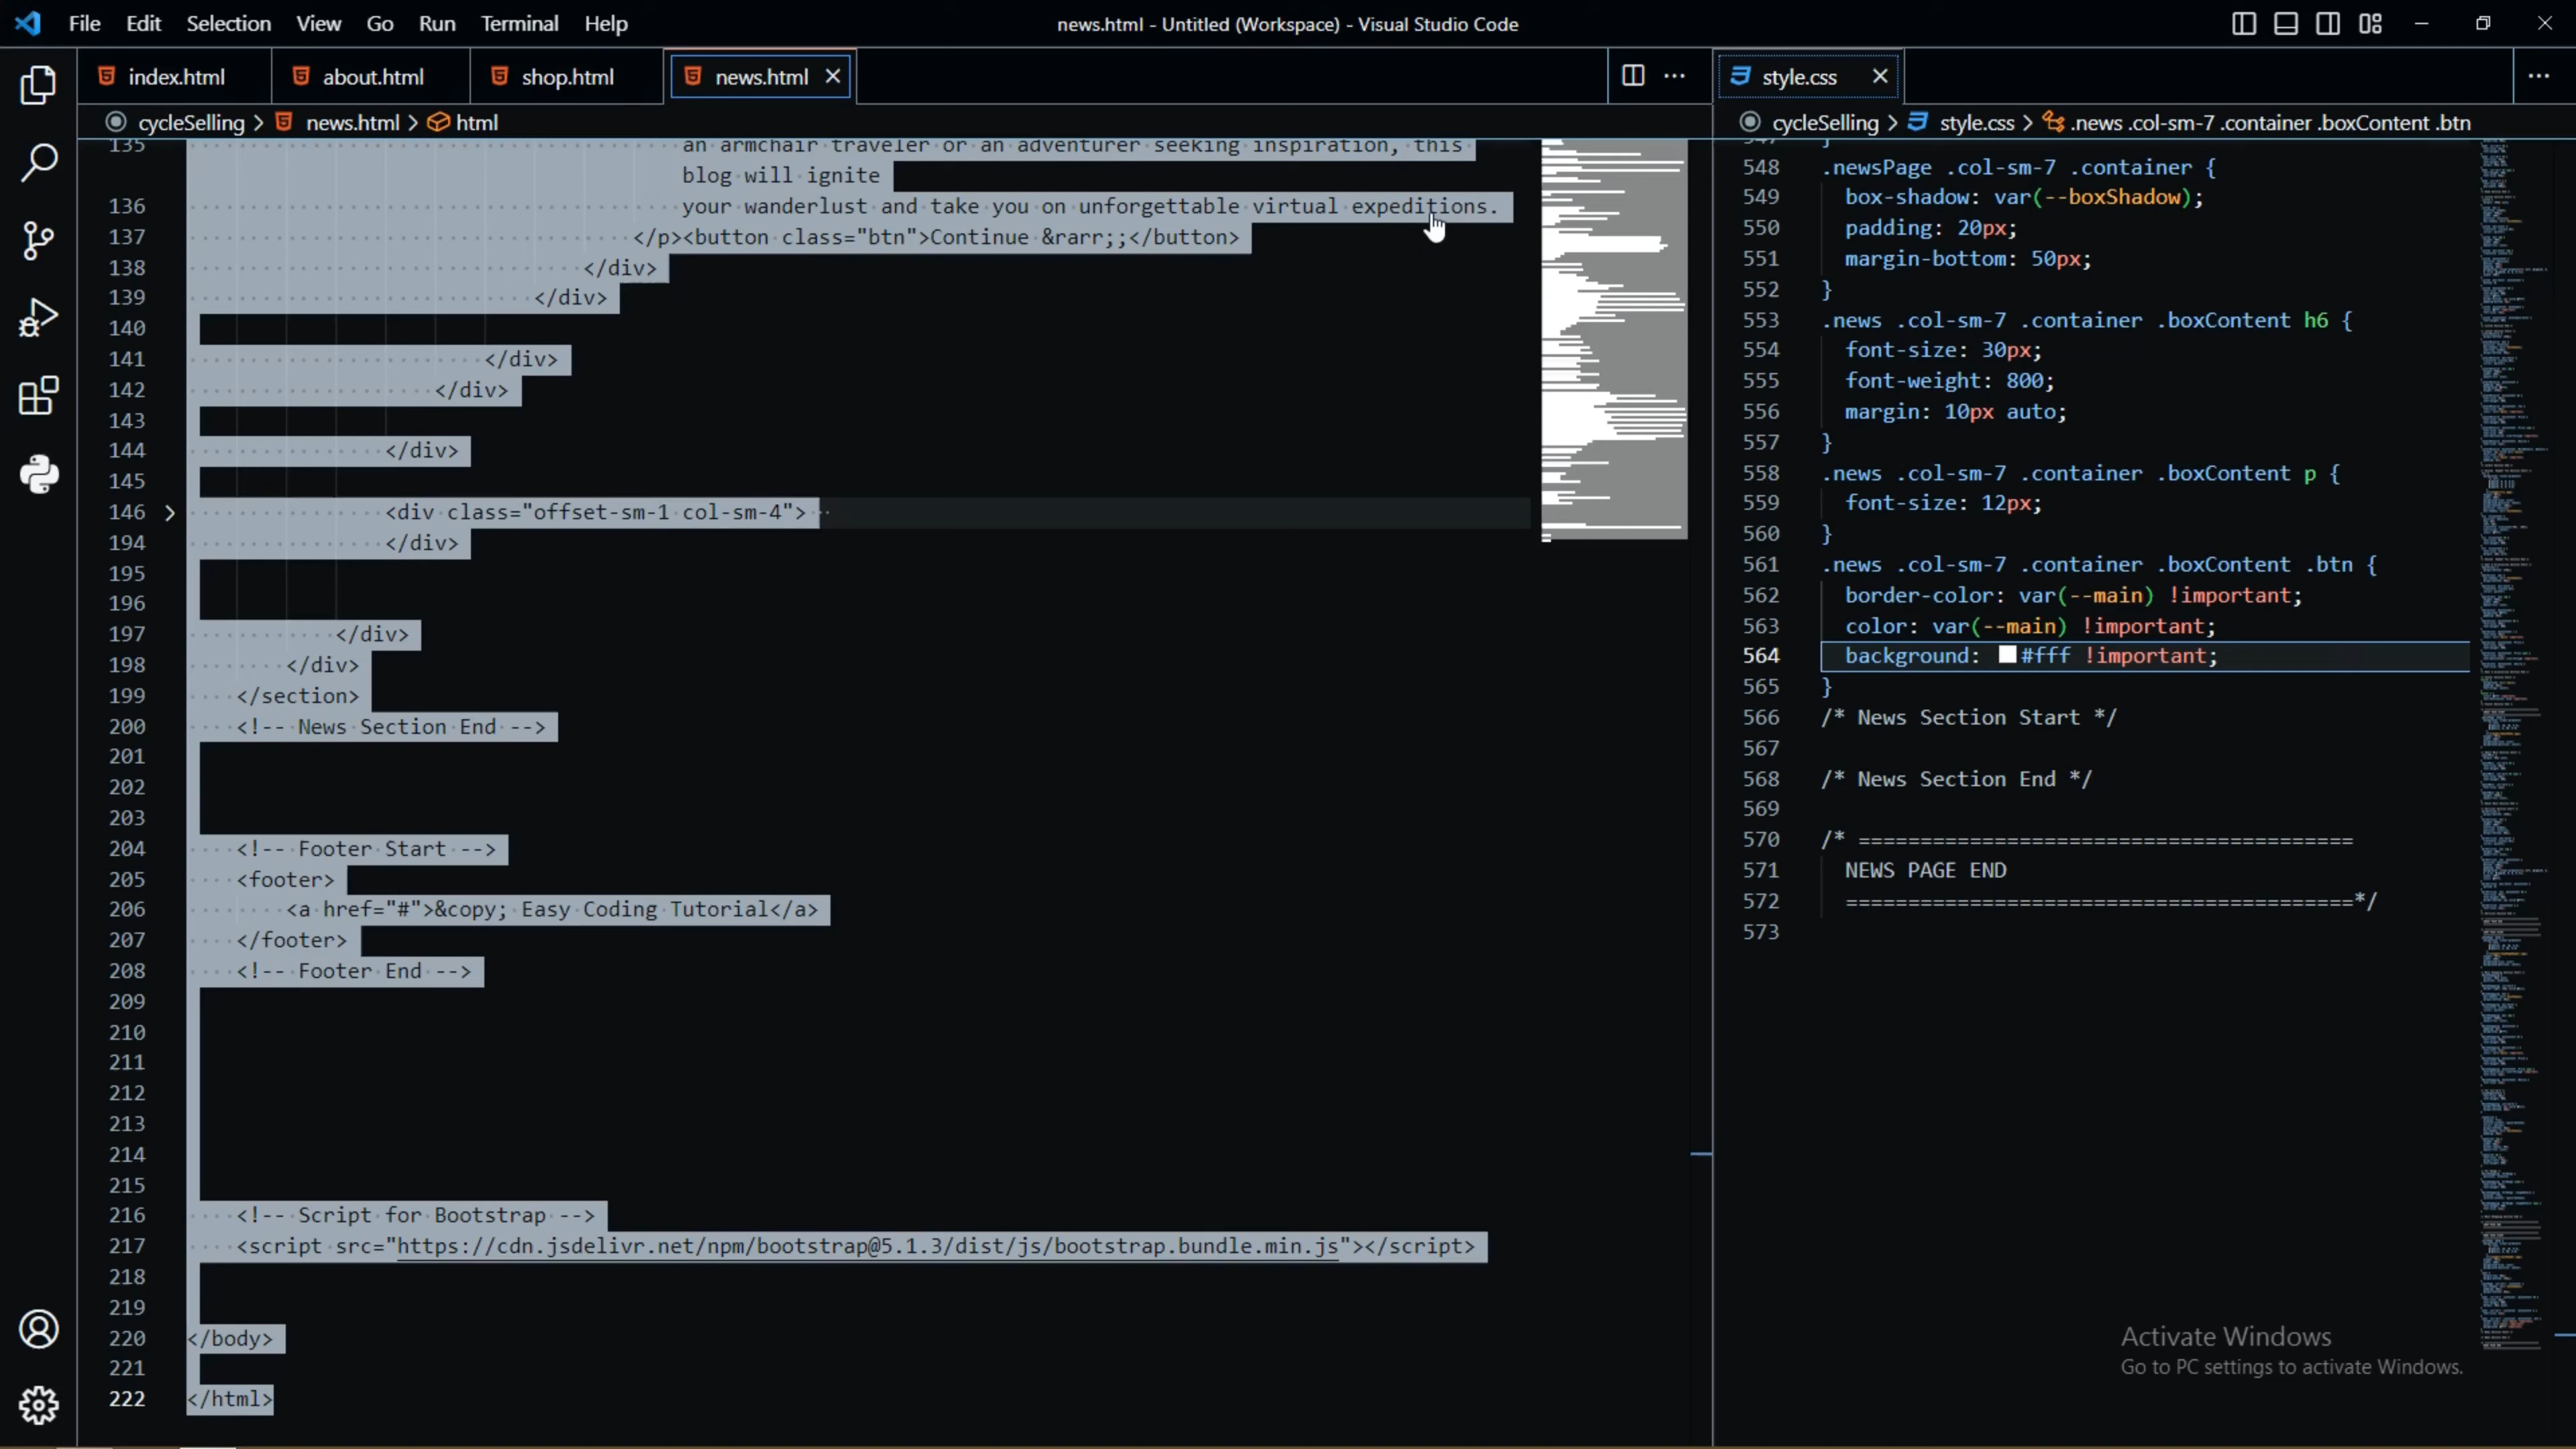 File Edit Selection View Go Run Terminal Help
news.html - Untitled (Workspace) - Visual Studio Code
index.html
about.html
shop.html
news.html
cycleSelling > news.html > html
135
an armchair traveler or an adventurer seeking inspiration, this
blog will ignite
136 your wanderlust and take you on unforgettable virtual expeditions.
137 </p><button class="btn">Continue &rarr;;</button>
138 </div>
139 </div>
140
141 </div>
142 </div>
143
144 </div>
145
146 <div class="offset-sm-1 col-sm-4"> ··
194 </div>
195
196
197 </div>
198 </div>
199 </section>
200 <!-- News Section End -->
201
202
203
204 <!-- Footer Start -->
205 <footer>
206 <a href="#">&copy; Easy Coding Tutorial</a>
207 </footer>
208 <!-- Footer End -->
209
210
211
212
213
214
215
216 <!-- Script for Bootstrap -->
217 <script src="https://cdn.jsdelivr.net/npm/bootstrap@5.1.3/dist/js/bootstrap.bundle.min.js"></script>
218
219
220 </body>
221
222 </html>
style.css
cycleSelling > style.css > .news .col-sm-7 .container .boxContent .btn
547 }
548 .newsPage .col-sm-7 .container {
549 box-shadow: var(--boxShadow);
550 padding: 20px;
551 margin-bottom: 50px;
552 }
553 .news .col-sm-7 .container .boxContent h6 {
554 font-size: 30px;
555 font-weight: 800;
556 margin: 10px auto;
557 }
558 .news .col-sm-7 .container .boxContent p {
559 font-size: 12px;
560 }
561 .news .col-sm-7 .container .boxContent .btn {
562 border-color: var(--main) !important;
563 color: var(--main) !important;
564 background: #fff !important;
565 }
566 /* News Section Start */
567
568 /* News Section End */
569
570 /* ========================================
571 NEWS PAGE END
572 =========================================*/
573
Activate Windows
Go to PC settings to activate Windows.